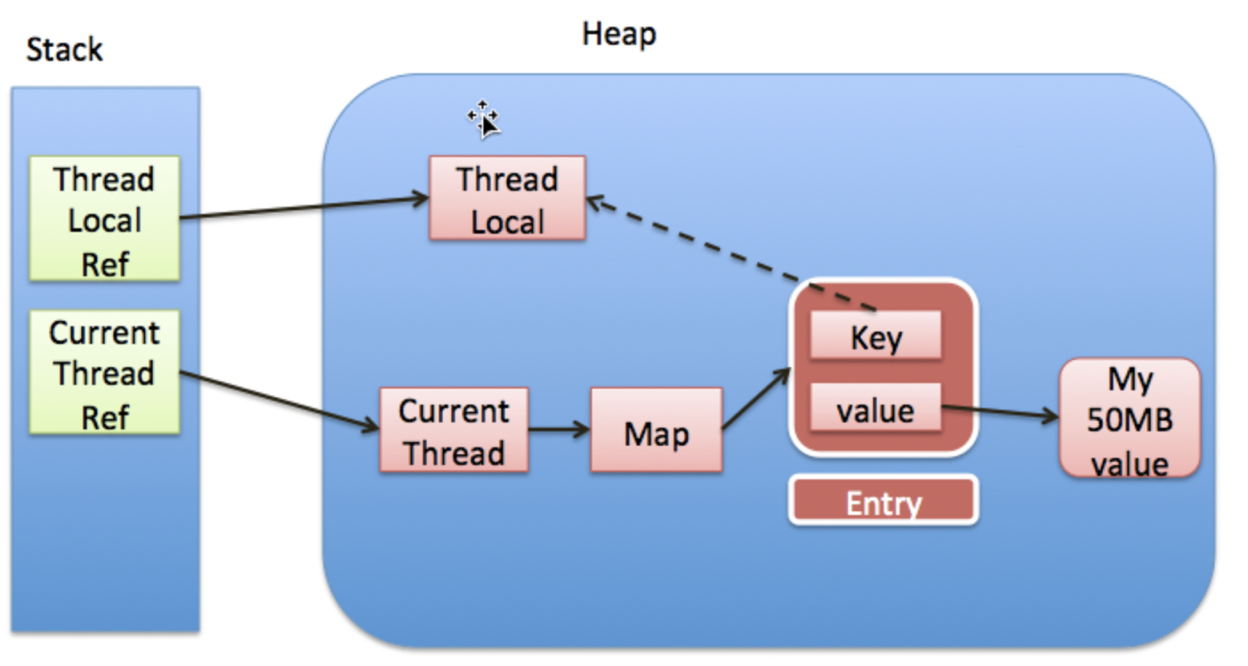 Stack
Heap
Thread
Local
Ref
Thread
Local
Current
Thread
Ref
Current
Thread
Map
Key
value
Entry
My
50MB
value